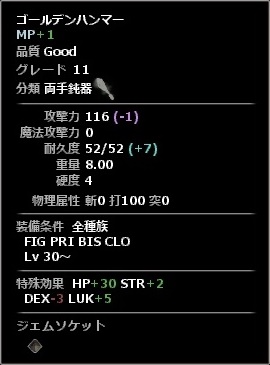 ゴールデンハンマー
MP+1
品質 Good
グレード 11
分類 両手鈍器
攻撃力 116 (-1)
魔法攻撃力 0
耐久度 52/52 (+7)
重量 8.00
硬度 4
物理属性 斬0 打100 突0
装備条件 全種族
FIG PRI BIS CLO
Lv 30～
特殊効果 HP+30 STR+2
DEX-3 LUK+5
ジェムソケット